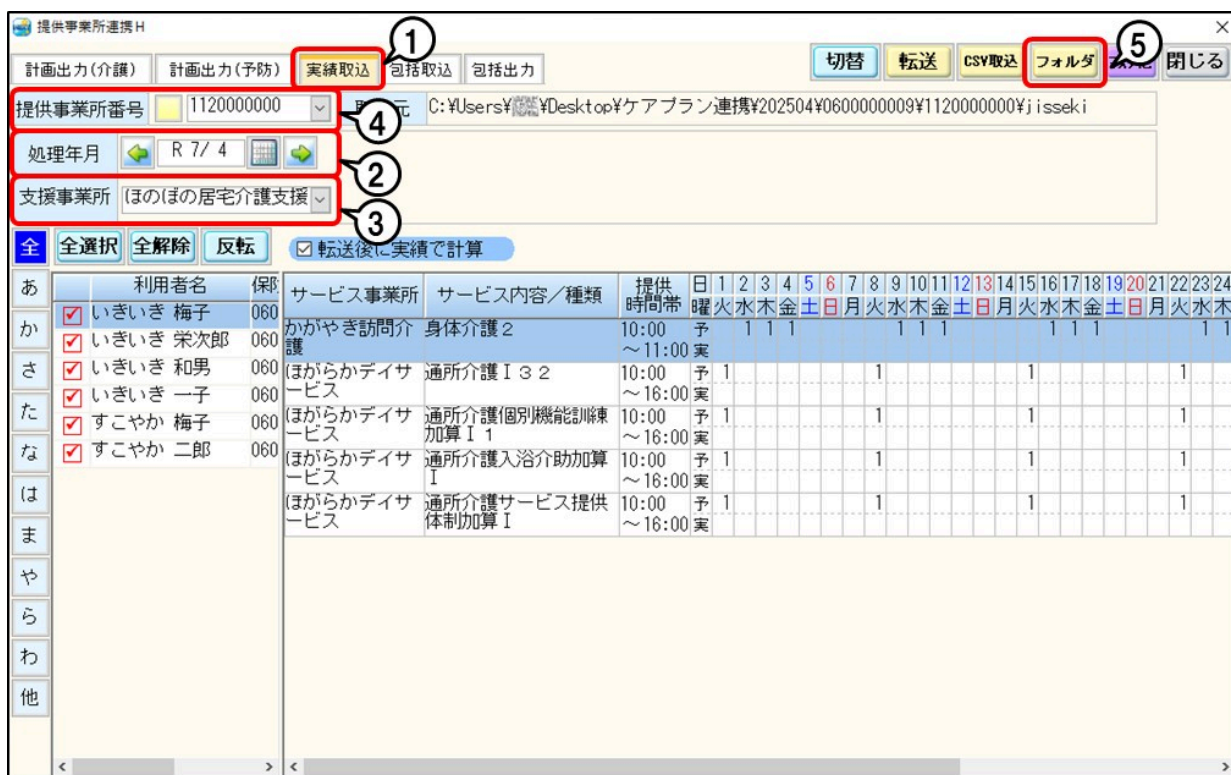 提供事業所連携H ×
計画出力(介護) 計画出力(予防) 実績取込 包括取込 包括出力 切替 転送 CSV取込 フォルダ 閉じる
① ⑤
提供事業所番号 1120000000 元 C:¥Users¥ ¥Desktop¥ケアプラン連携¥202504¥0600000009¥1120000000¥jisseki
④
処理年月 R 7/ 4
②
支援事業所 ほのぼの居宅介護支援
③
全 全選択 全解除 反転 転送後に実績で計算
あ
か
さ
た
な
は
ま
や
ら
わ
他
利用者名 保険
いきいき 梅子 060
いきいき 栄次郎 060
いきいき 和男 060
いきいき 一子 060
すこやか 梅子 060
すこやか 二郎 060
サービス事業所 サービス内容/種類 提供時間帯 日 1 2 3 4 5 6 7 8 9 10 11 12 13 14 15 16 17 18 19 20 21 22 23 24
曜 火 水 木 金 土 日 月 火 水 木 金 土 日 月 火 水 木 金 土 日 月 火 水 木
かがやき訪問介護 身体介護2 10:00 予 1 1 1 1 1 1 1 1 1 1 1
~11:00 実
ほがらかデイサービス 通所介護Ⅰ32 10:00 予 1 1 1 1
~16:00 実
ほがらかデイサービス 通所介護個別機能訓練加算Ⅰ1 10:00 予 1 1 1 1
~16:00 実
ほがらかデイサービス 通所介護入浴介助加算Ⅰ 10:00 予 1 1 1 1
~16:00 実
ほがらかデイサービス 通所介護サービス提供体制加算Ⅰ 10:00 予 1 1 1 1
~16:00 実